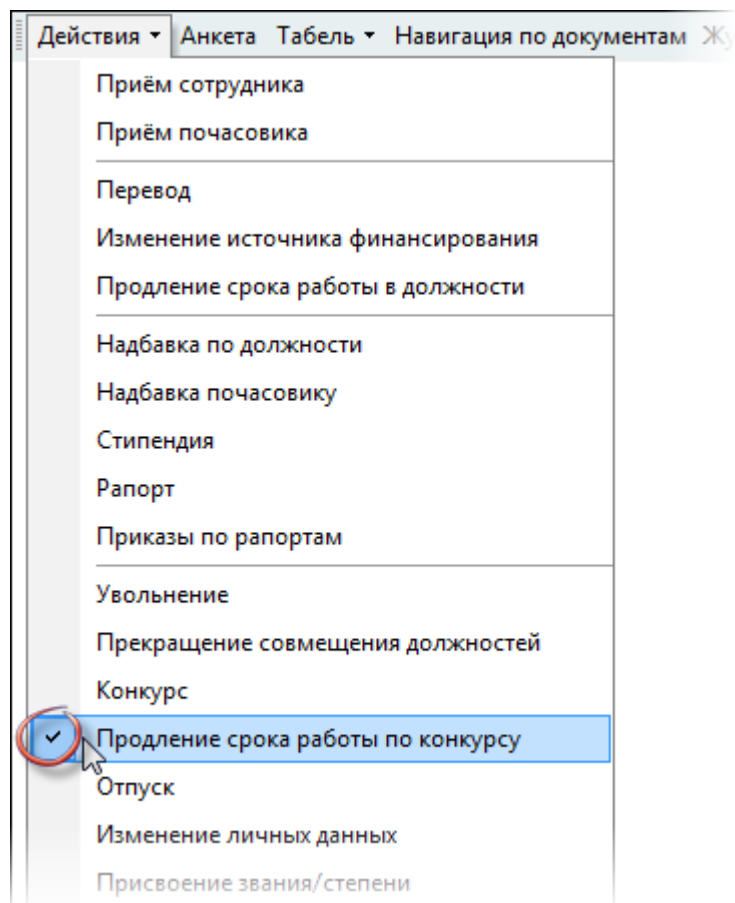 Действия Анкета Табель Навигация по документам Жу
Приём сотрудника
Приём почасовика
Перевод
Изменение источника финансирования
Продление срока работы в должности
Надбавка по должности
Надбавка почасовику
Стипендия
Рапорт
Приказы по рапортам
Увольнение
Прекращение совмещения должностей
Конкурс
Продление срока работы по конкурсу
Отпуск
Изменение личных данных
Присвоение звания/степени